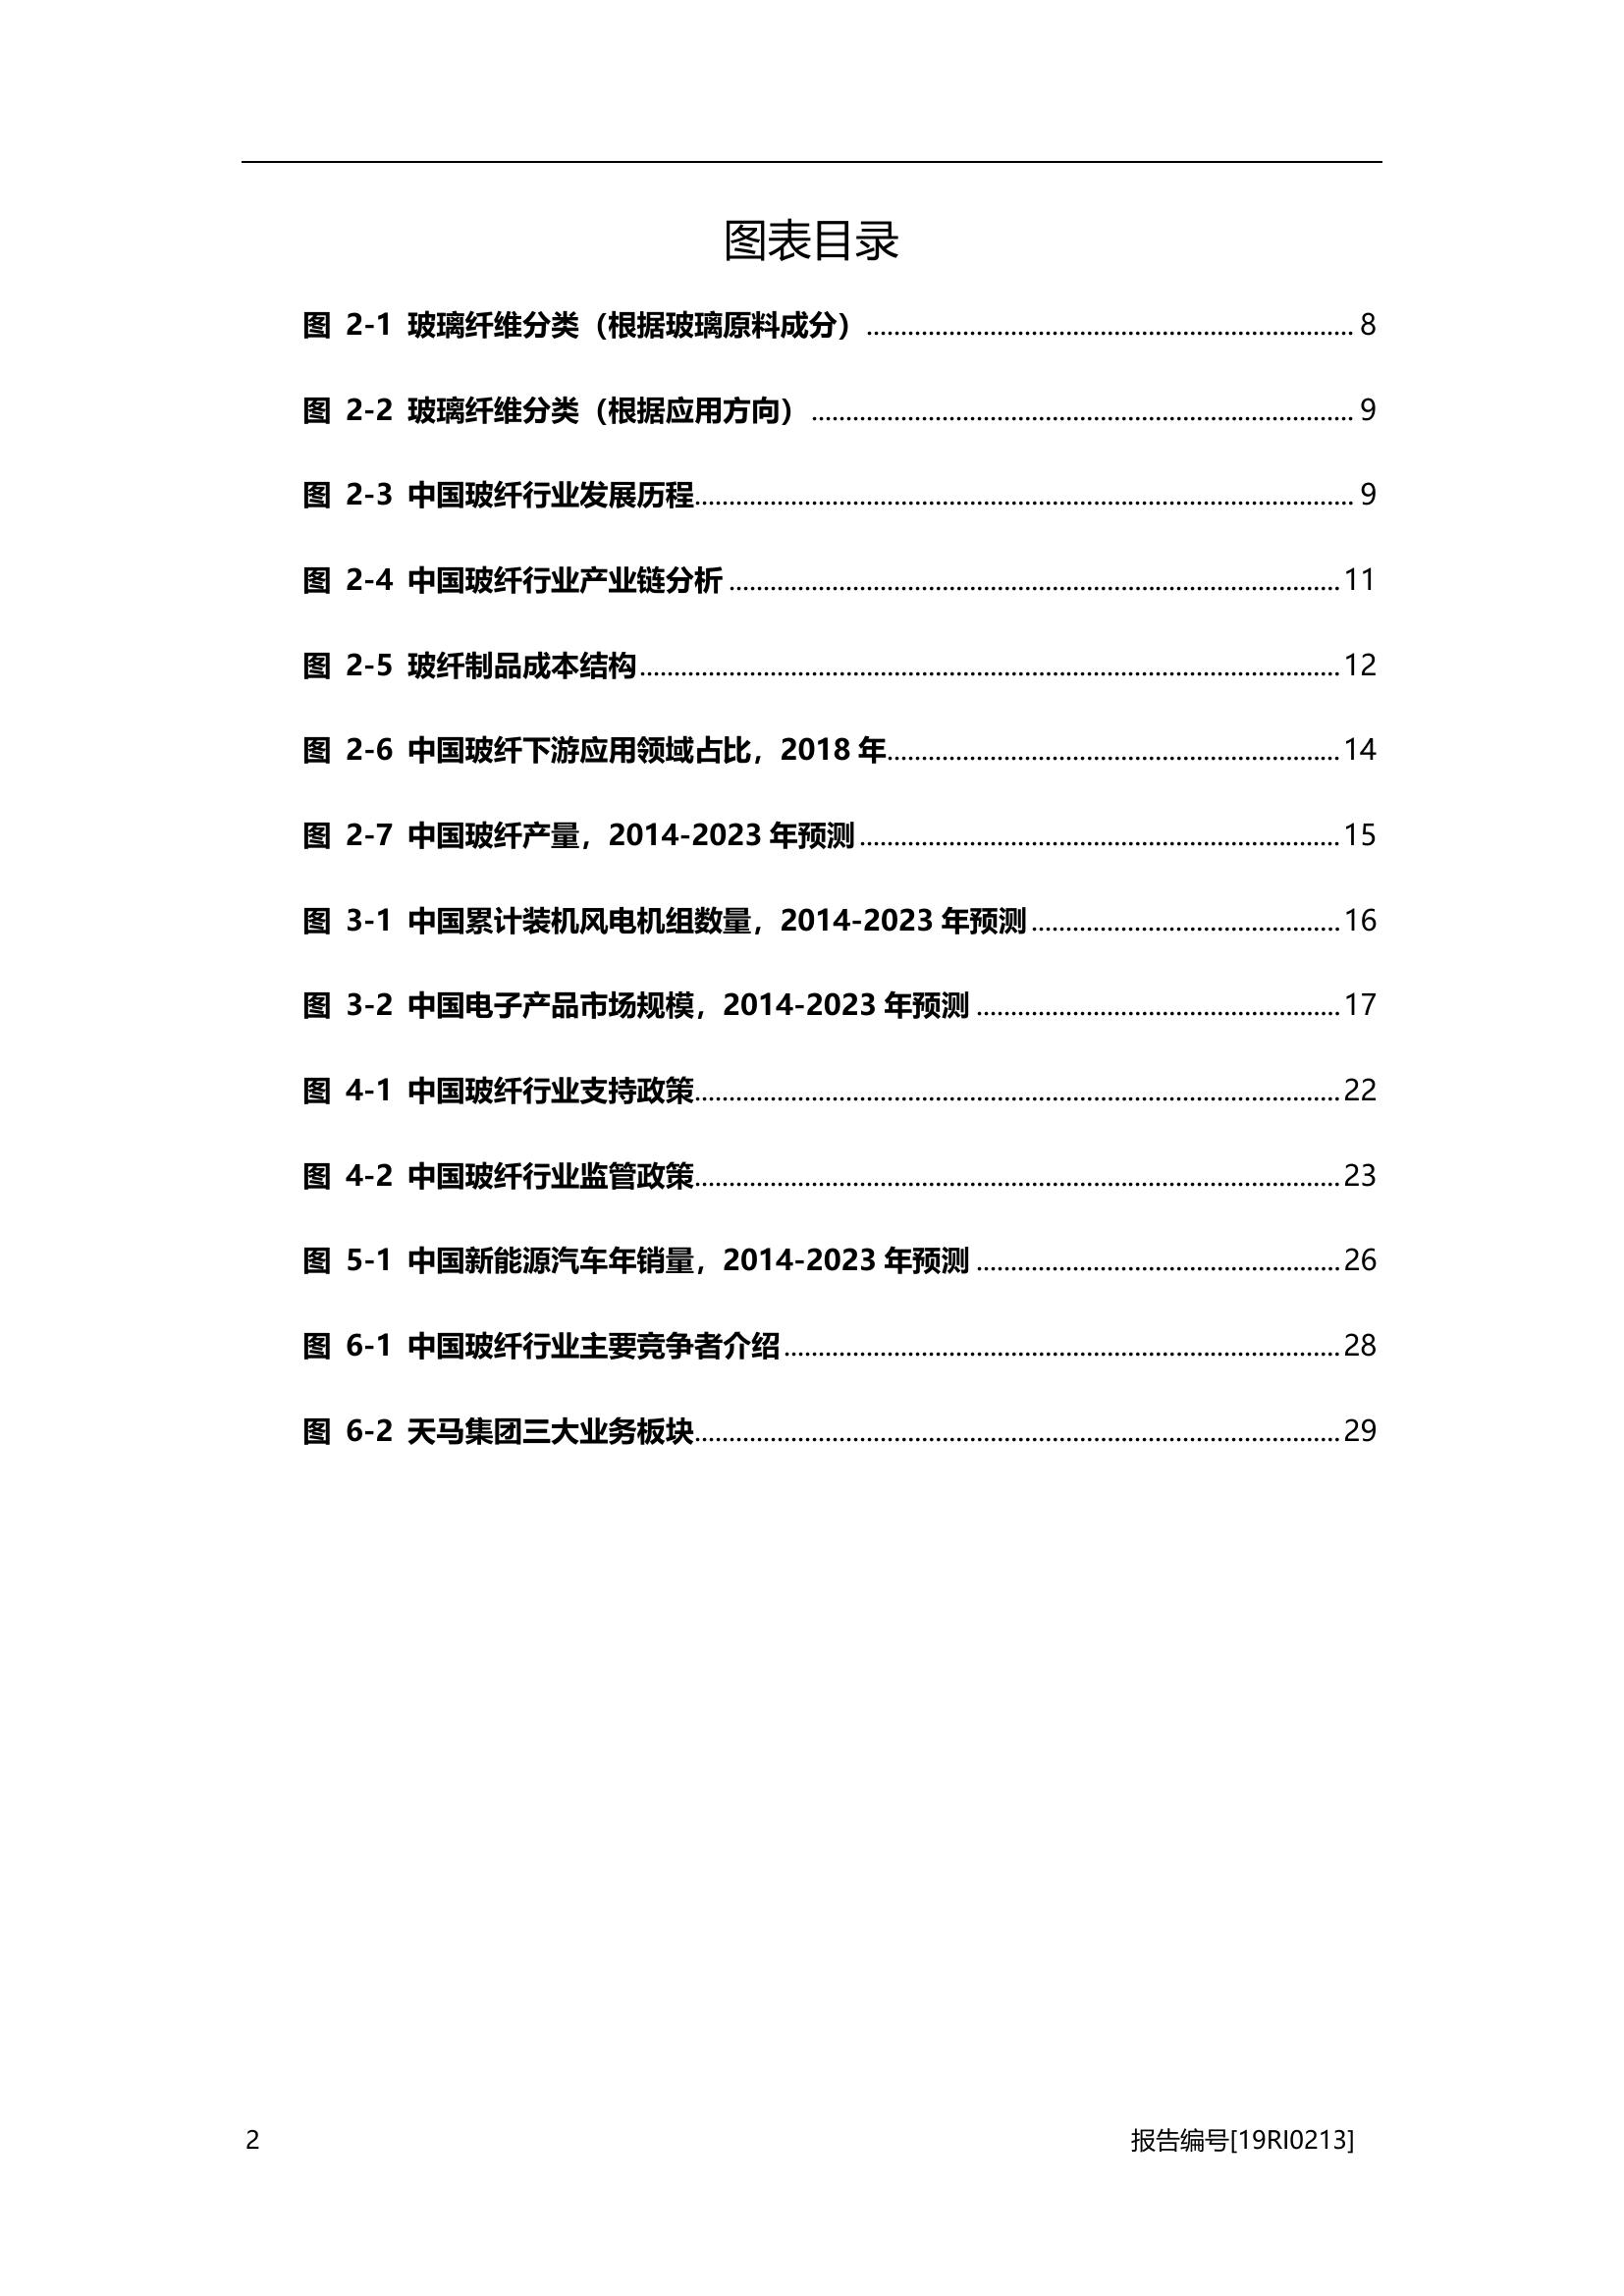 图表目录
图 2-1 玻璃纤维分类（根据玻璃原料成分）........................................................................ 8
图 2-2 玻璃纤维分类（根据应用方向）................................................................................ 9
图 2-3 中国玻纤行业发展历程................................................................................................ 9
图 2-4 中国玻纤行业产业链分析.........................................................................................11
图 2-5 玻纤制品成本结构......................................................................................................12
图 2-6 中国玻纤下游应用领域占比，2018 年..................................................................14
图 2-7 中国玻纤产量，2014-2023 年预测......................................................................15
图 3-1 中国累计装机风电机组数量，2014-2023 年预测.............................................16
图 3-2 中国电子产品市场规模，2014-2023 年预测.....................................................17
图 4-1 中国玻纤行业支持政策..............................................................................................22
图 4-2 中国玻纤行业监管政策..............................................................................................23
图 5-1 中国新能源汽车年销量，2014-2023 年预测.....................................................26
图 6-1 中国玻纤行业主要竞争者介绍.................................................................................28
图 6-2 天马集团三大业务板块..............................................................................................29
2 报告编号[19RI0213]